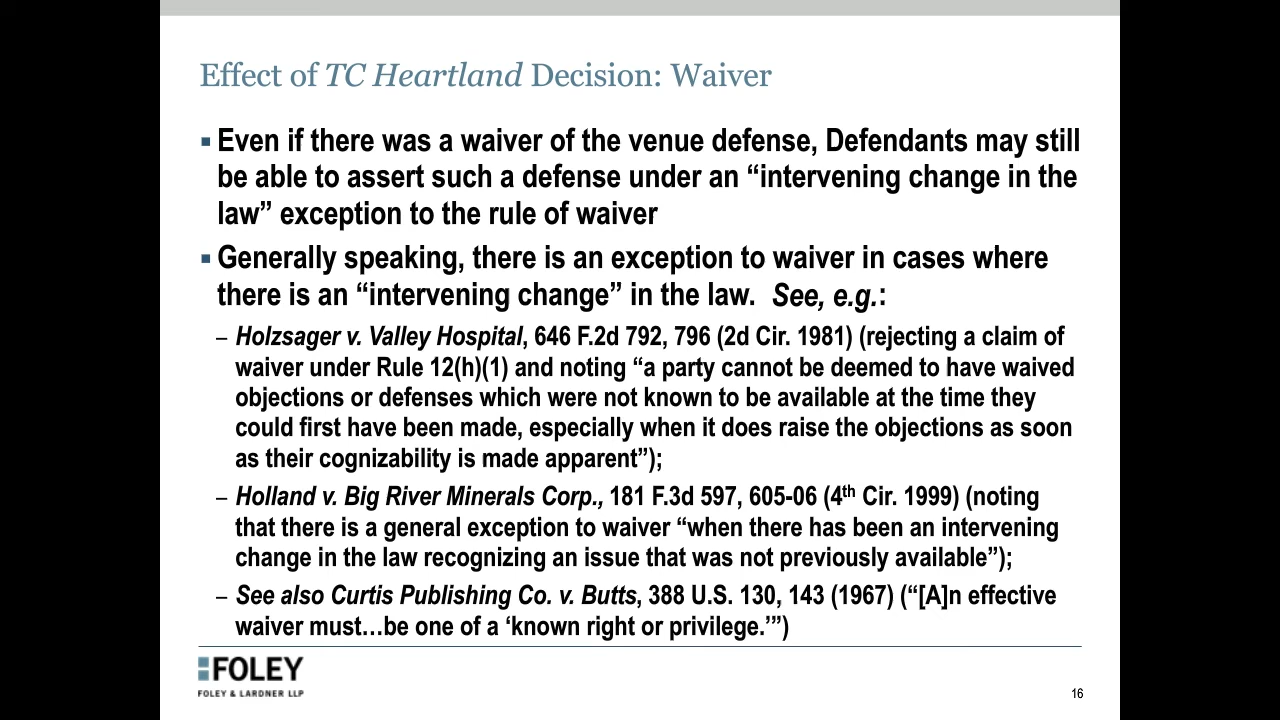 Effect of TC Heartland Decision: Waiver
▪ Even if there was a waiver of the venue defense, Defendants may still
be able to assert such a defense under an “intervening change in the
law” exception to the rule of waiver
▪ Generally speaking, there is an exception to waiver in cases where
there is an “intervening change” in the law. See, e.g.:
– Holzsager v. Valley Hospital, 646 F.2d 792, 796 (2d Cir. 1981) (rejecting a claim of
waiver under Rule 12(h)(1) and noting “a party cannot be deemed to have waived
objections or defenses which were not known to be available at the time they
could first have been made, especially when it does raise the objections as soon
as their cognizability is made apparent”);
– Holland v. Big River Minerals Corp., 181 F.3d 597, 605-06 (4th Cir. 1999) (noting
that there is a general exception to waiver “when there has been an intervening
change in the law recognizing an issue that was not previously available”);
– See also Curtis Publishing Co. v. Butts, 388 U.S. 130, 143 (1967) (“[A]n effective
waiver must…be one of a ‘known right or privilege.’”)
FOLEY
FOLEY & LARDNER LLP
16